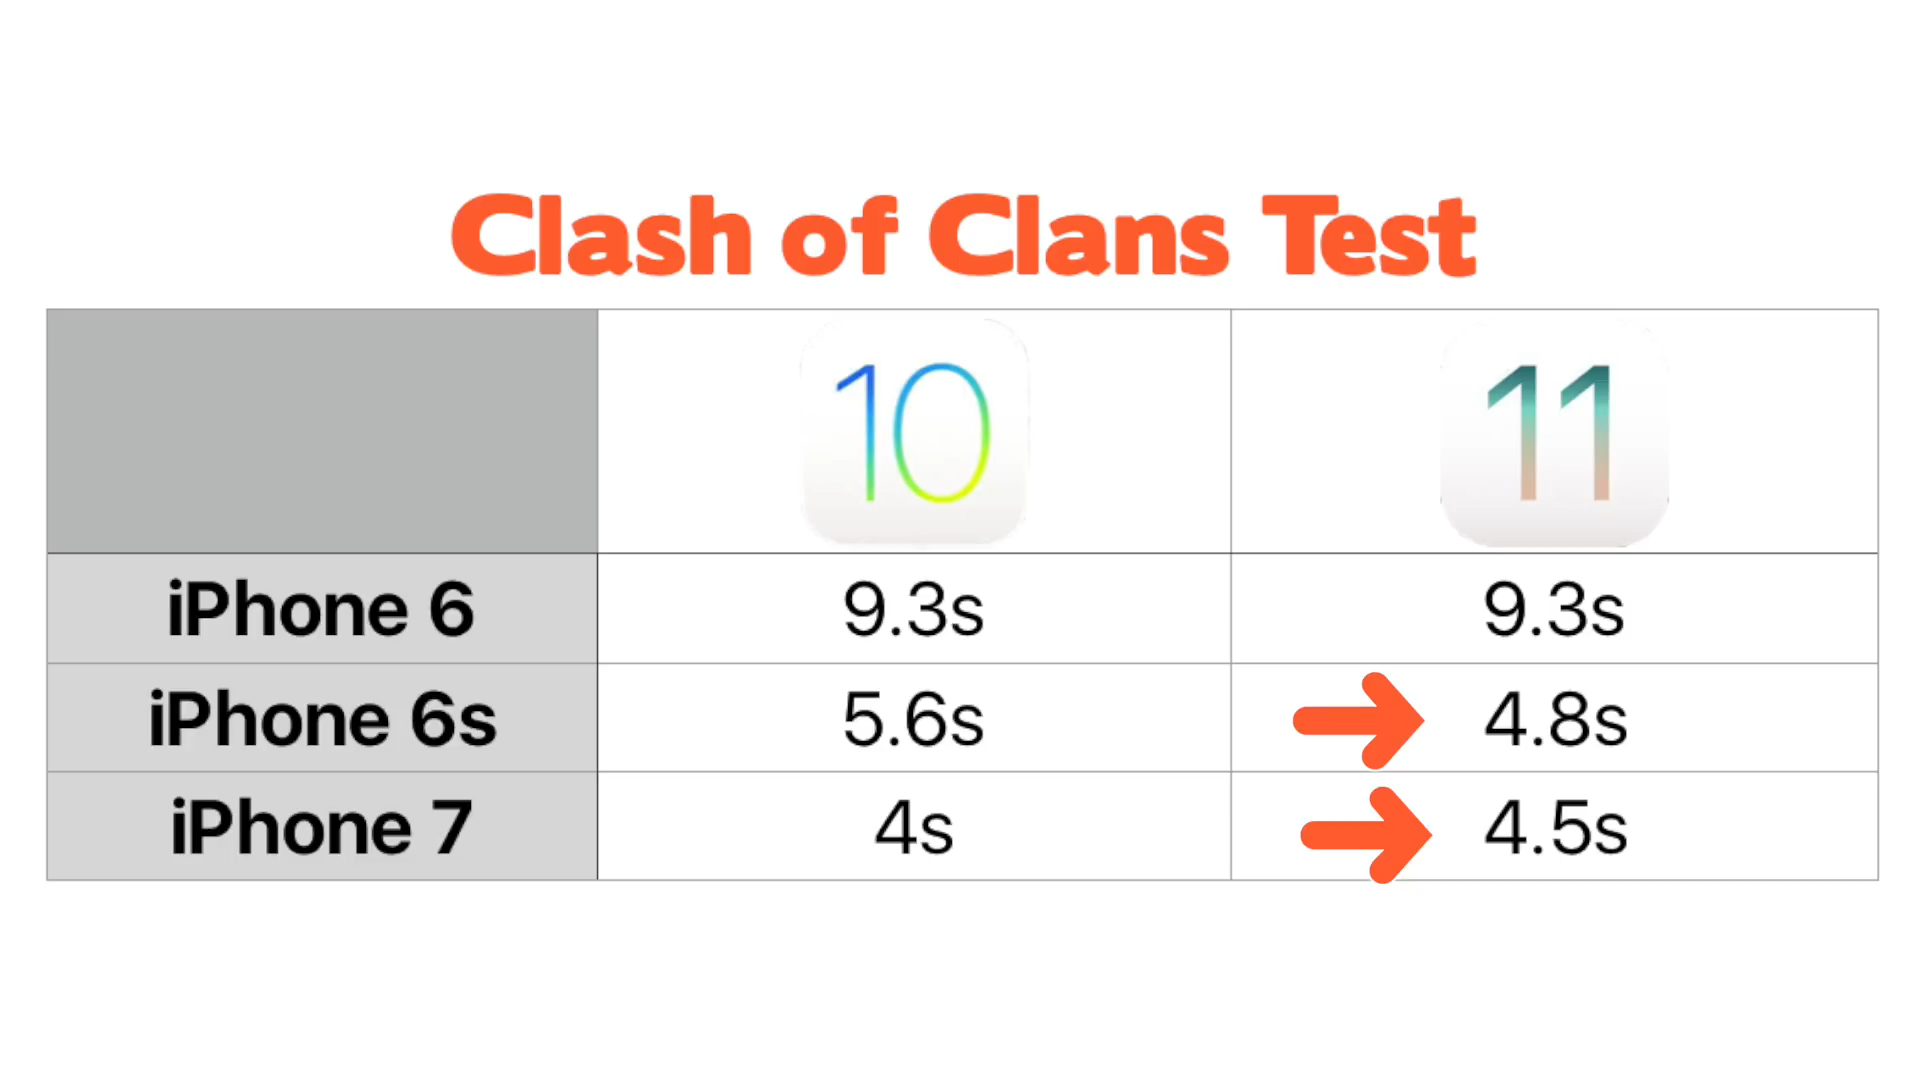 Clash of Clans Test
10 11
iPhone 6 9.3s 9.3s
iPhone 6s 5.6s 4.8s
iPhone 7 4s 4.5s